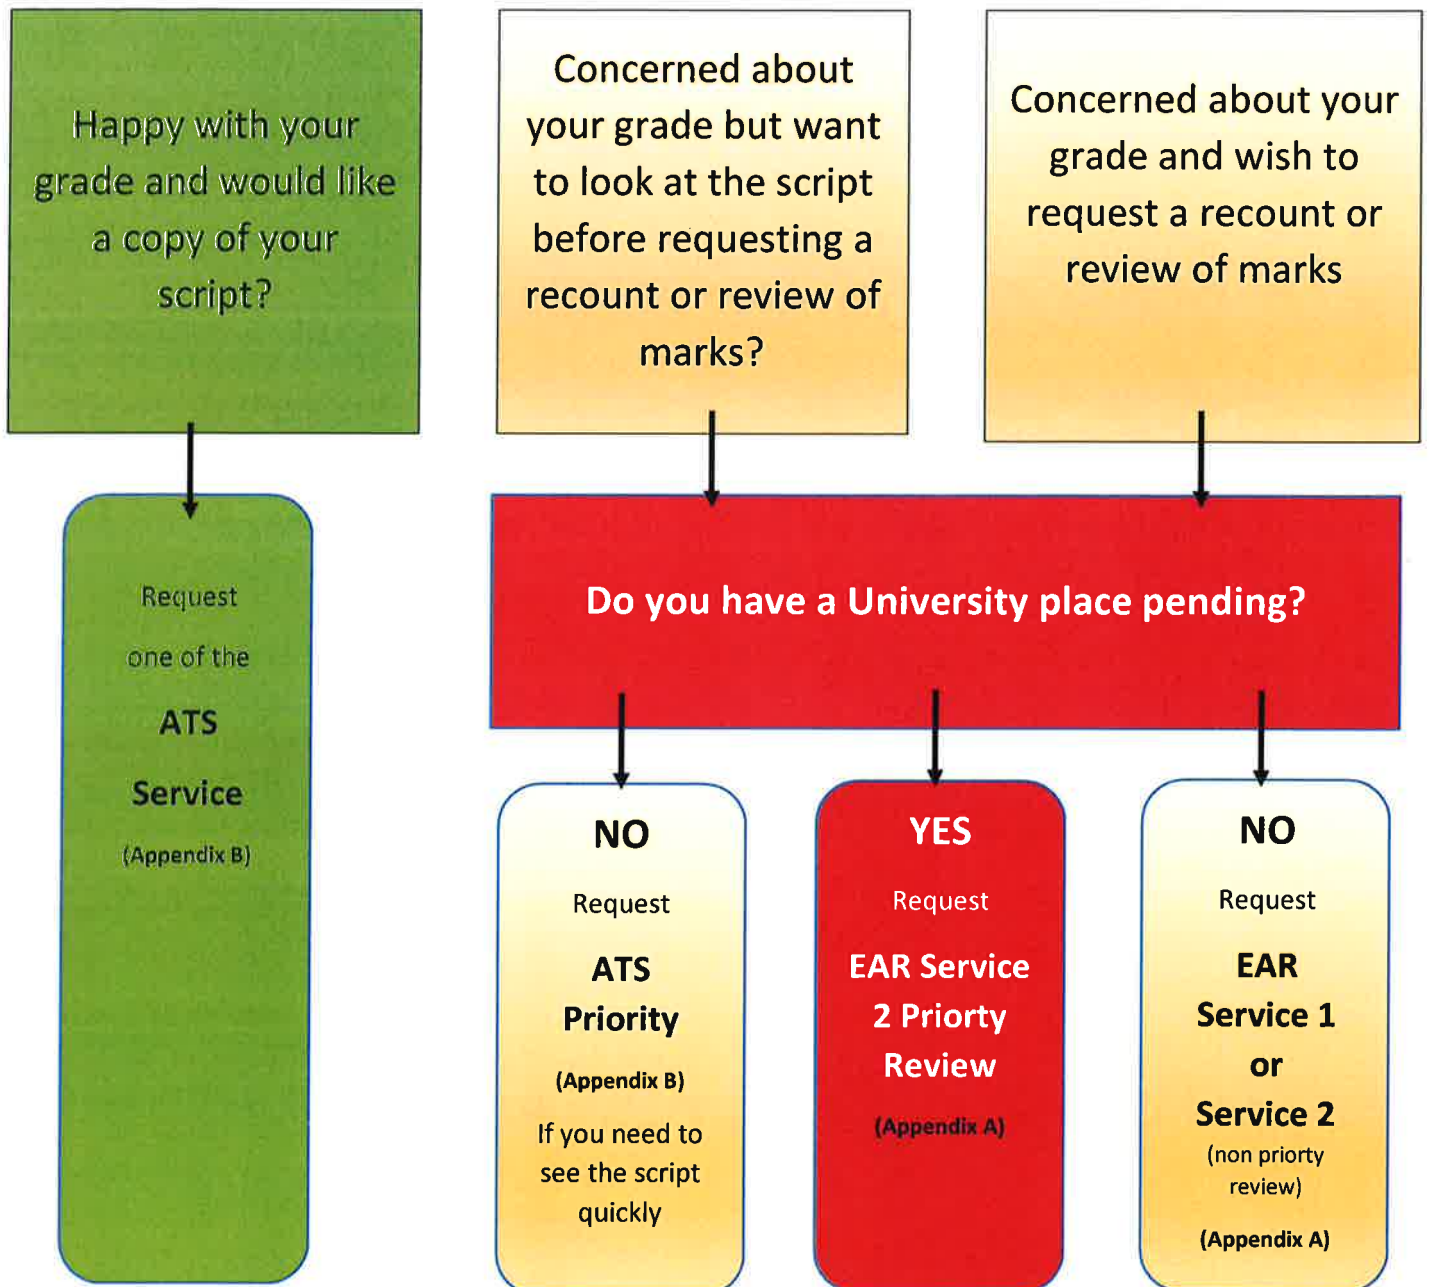 Happy with your
grade and would like
a copy of your
script?
Concerned about
your grade but want
to look at the script
before requesting a
recount or review of
marks?
Concerned about your
grade and wish to
request a recount or
review of marks
Request
one of the
ATS
Service
(Appendix B)
Do you have a University place pending?
NO
Request
ATS
Priority
(Appendix B)
If you need to
see the script
quickly
YES
Request
EAR Service
2 Priorty
Review
(Appendix A)
NO
Request
EAR
Service 1
or
Service 2
(non priorty
review)
(Appendix A)